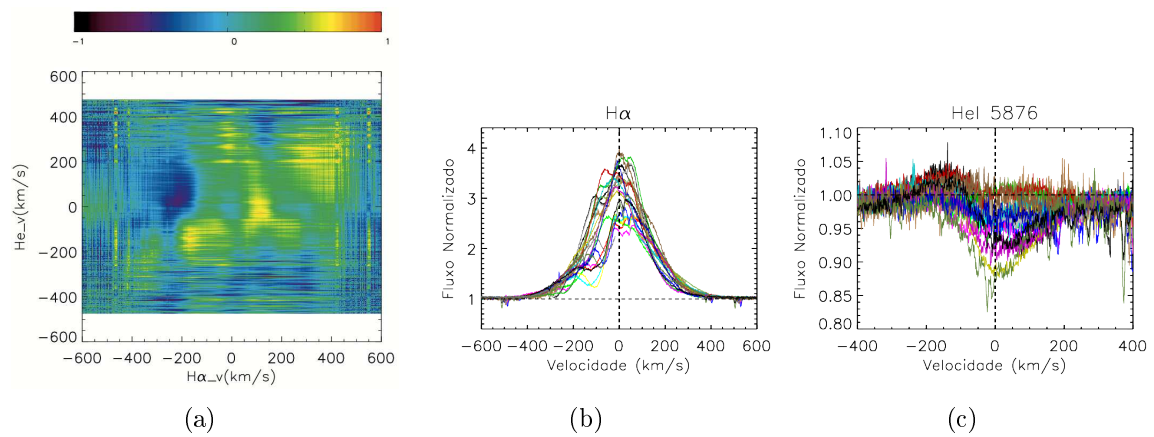 -1 0 1
600
400
200
0
-200
-400
-600
He_v(km/s)
-600 -400 -200 0 200 400 600
Hα_v(km/s)
(a)
Hα
4
3
2
1
Fluxo Normalizado
-600 -400 -200 0 200 400 600
Velocidade (km/s)
(b)
HeI 5876
1.10
1.05
1.00
0.95
0.90
0.85
0.80
Fluxo Normalizado
-400 -200 0 200 400
Velocidade (km/s)
(c)